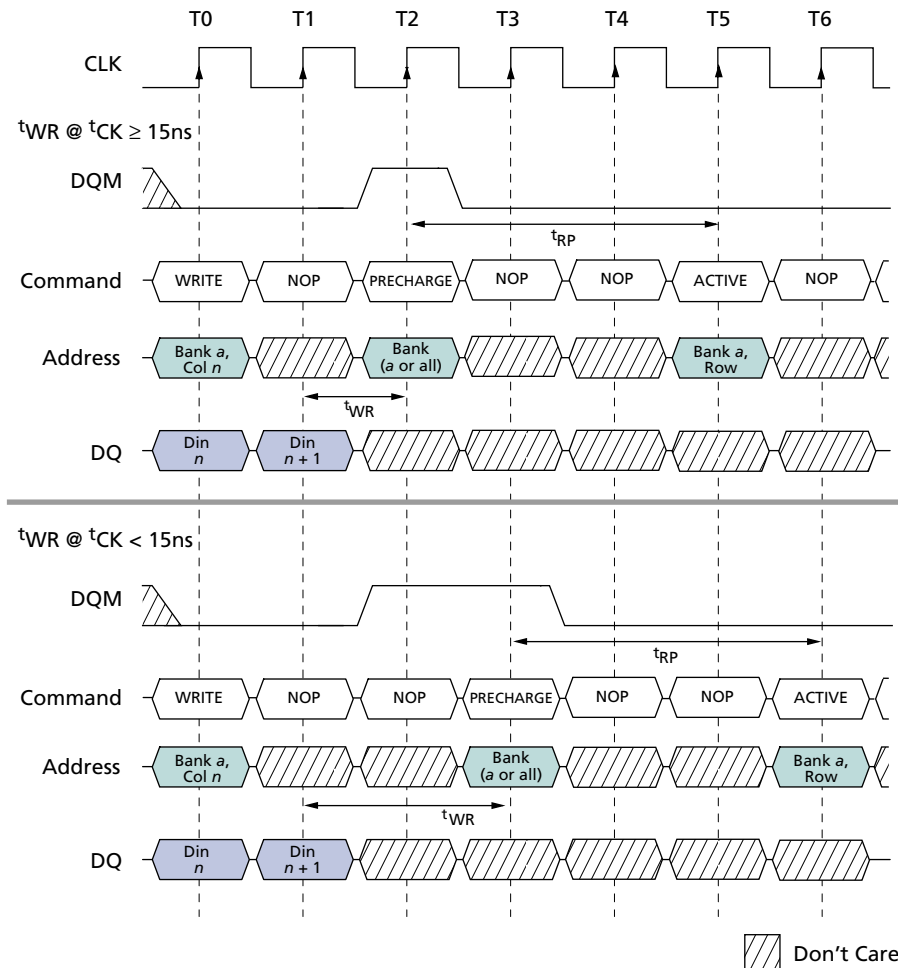 T0 T1 T2 T3 T4 T5 T6
CLK
tWR @ tCK ≥ 15ns
DQM
tRP
Command WRITE NOP PRECHARGE NOP NOP ACTIVE NOP
Address Bank a, Col n Bank (a or all) Bank a, Row
tWR
DQ Din n Din n + 1
tWR @ tCK < 15ns
DQM
tRP
Command WRITE NOP NOP PRECHARGE NOP NOP ACTIVE
Address Bank a, Col n Bank (a or all) Bank a, Row
tWR
DQ Din n Din n + 1
Don't Care